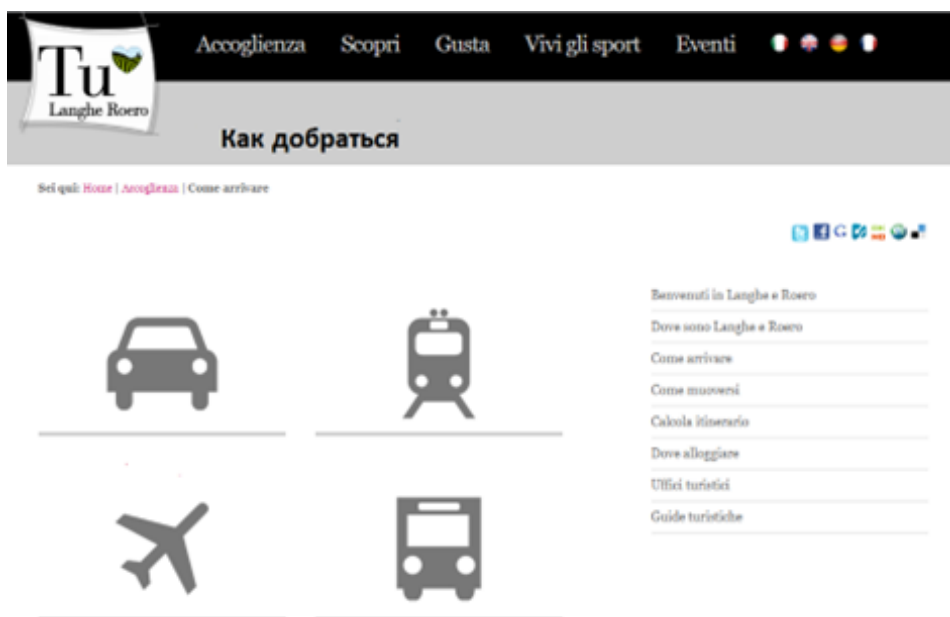 Tu
Langhe Roero
Accoglienza Scopri Gusta Vivi gli sport Eventi
Как добраться
Sei qui: Home | Accoglienza | Come arrivare
Benvenuti in Langhe e Roero
Dove sono Langhe e Roero
Come arrivare
Come muoversi
Calcola itinerario
Dove alloggiare
Uffici turistici
Guide turistiche